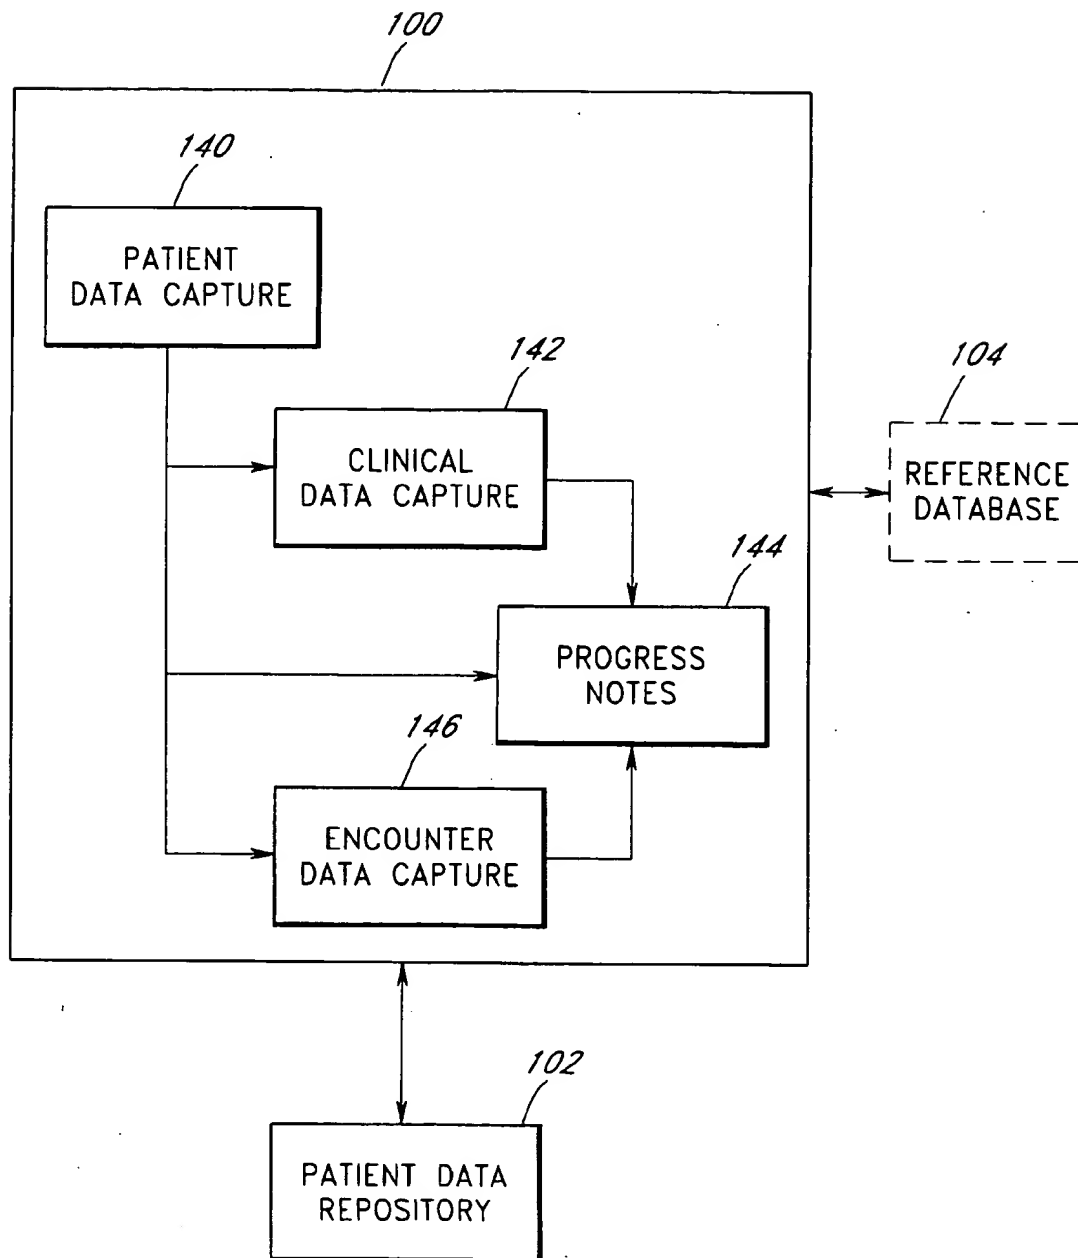 100
140
PATIENT
DATA CAPTURE
142
CLINICAL
DATA CAPTURE
104
REFERENCE
DATABASE
144
PROGRESS
NOTES
146
ENCOUNTER
DATA CAPTURE
102
PATIENT DATA
REPOSITORY